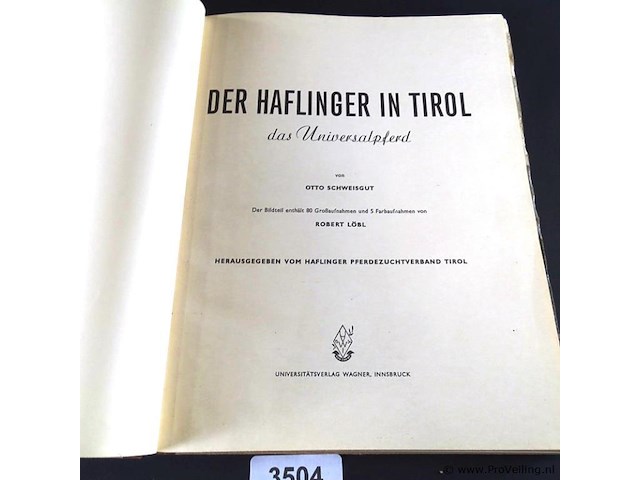 DER HAFLINGER IN TIROL
das Universalpferd
von
OTTO SCHWEISGUT
Der Bildteil enthält 80 Großaufnahmen und 5 Farbaufnahmen von
ROBERT LÖBL
HERAUSGEGEBEN VOM HAFLINGER PFERDEZUCHTVERBAND TIROL
UNIVERSITÄTSVERLAG WAGNER, INNSBRUCK
3504
© www.ProVeiling.nl